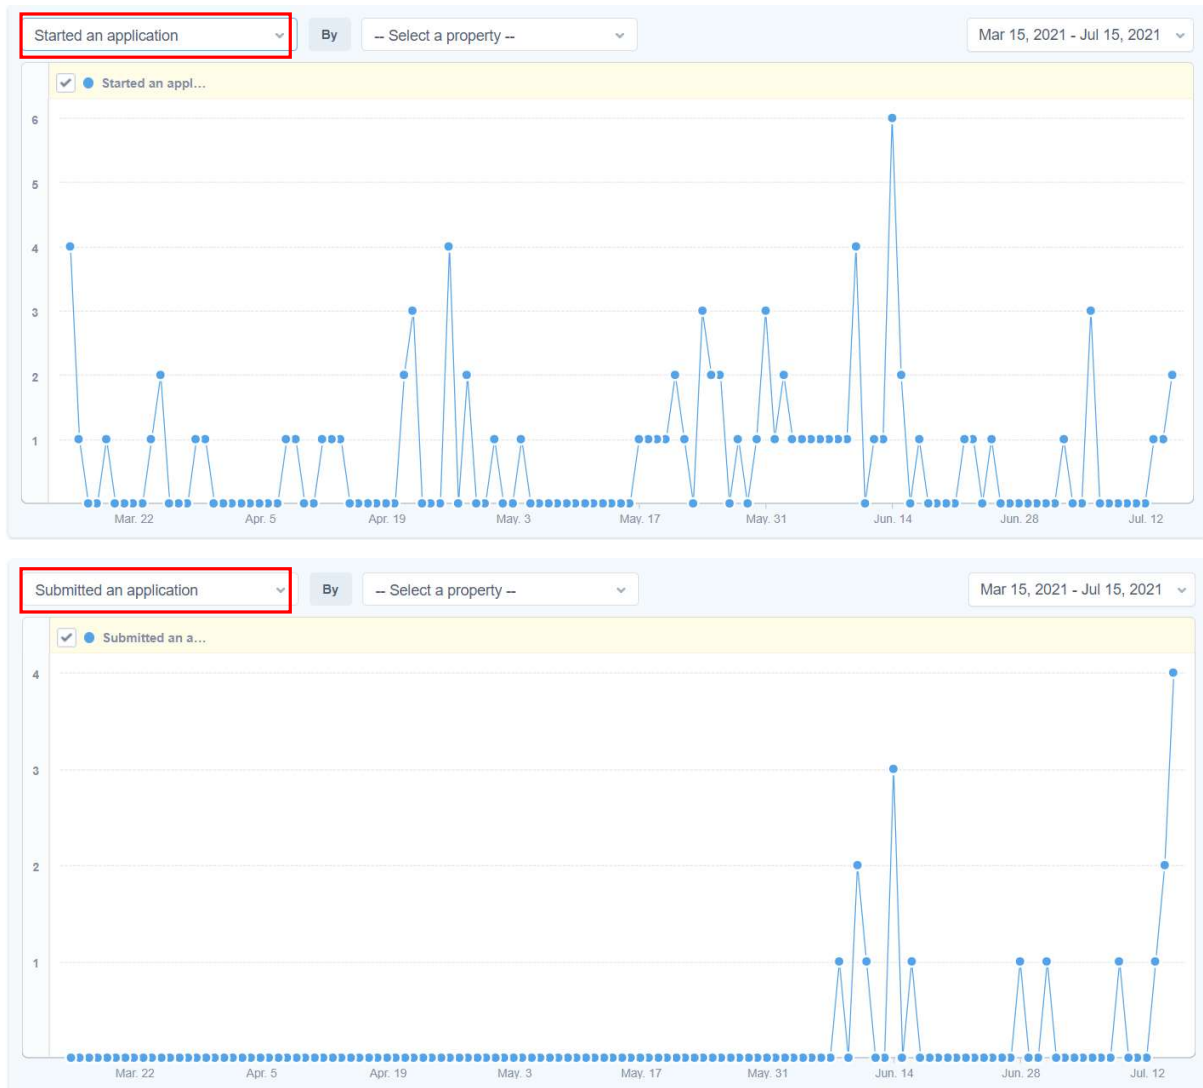 Started an application By -- Select a property -- Mar 15, 2021 - Jul 15, 2021
Started an appl...
6
5
4
3
2
1
Mar. 22 Apr. 5 Apr. 19 May. 3 May. 17 May. 31 Jun. 14 Jun. 28 Jul. 12
Submitted an application By -- Select a property -- Mar 15, 2021 - Jul 15, 2021
Submitted an a...
4
3
2
1
Mar. 22 Apr. 5 Apr. 19 May. 3 May. 17 May. 31 Jun. 14 Jun. 28 Jul. 12